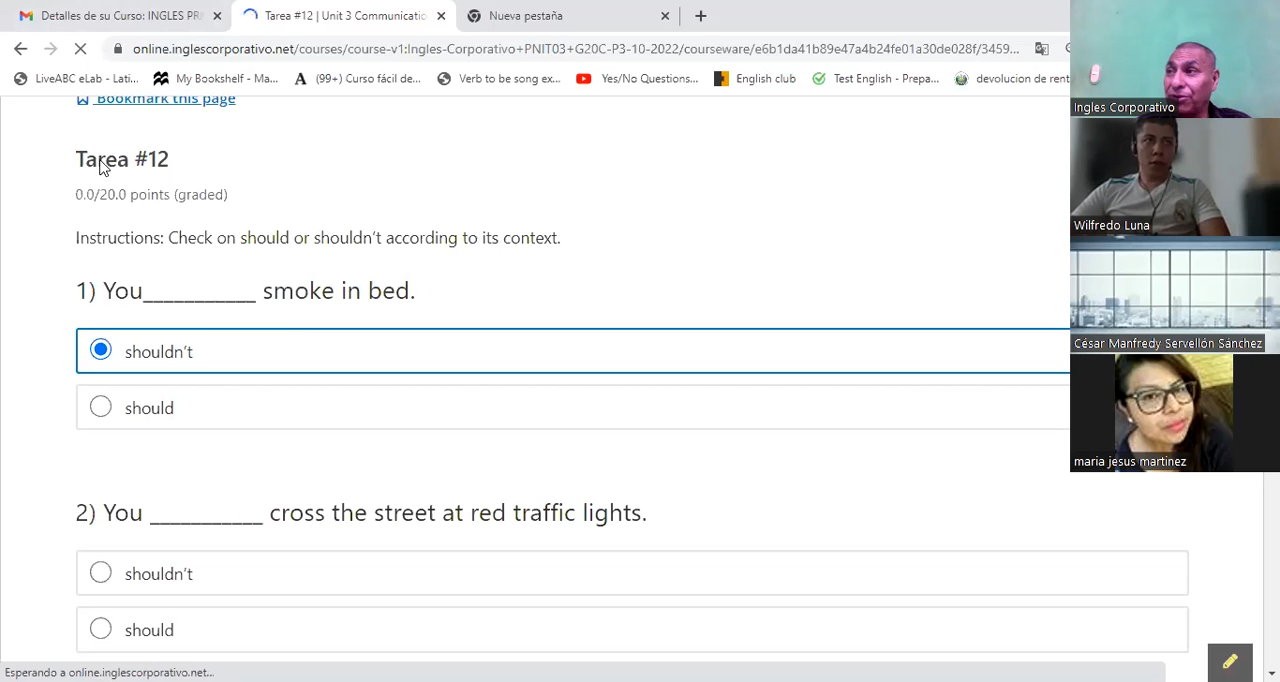 Detalles de su Curso: INGLES PRI
Tarea #12 | Unit 3 Communicatio
Nueva pestaña
online.inglescorporativo.net/courses/course-v1:Ingles-Corporativo+PNIT03+G20C-P3-10-2022/courseware/e6b1da41b89e47a4b24fe01a30de028f/3459...
LiveABC eLab - Lati...
My Bookshelf - Ma...
(99+) Curso fácil de...
Verb to be song ex...
Yes/No Questions...
English club
Test English - Prepa...
devolucion de rent
Bookmark this page
Tarea #12
0.0/20.0 points (graded)
Instructions: Check on should or shouldn't according to its context.
1) You___________ smoke in bed.
shouldn't
should
2) You ___________ cross the street at red traffic lights.
shouldn't
should
Esperando a online.inglescorporativo.net...
Ingles Corporativo
Wilfredo Luna
César Manfredy Servellón Sánchez
maria jesus martinez